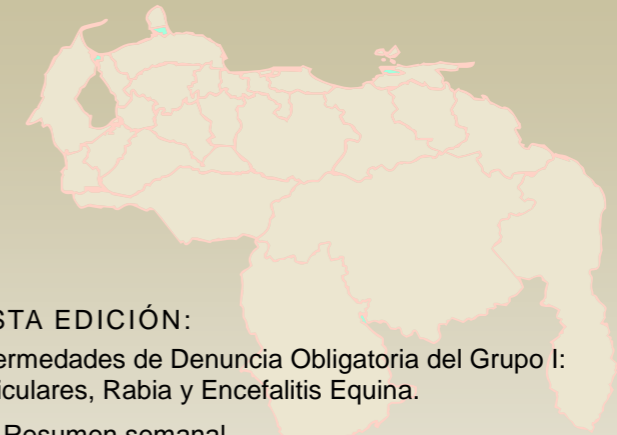 STA EDICIÓN:
ermedades de Denuncia Obligatoria del Grupo I:
iculares, Rabia y Encefalitis Equina.
Resumen semanal